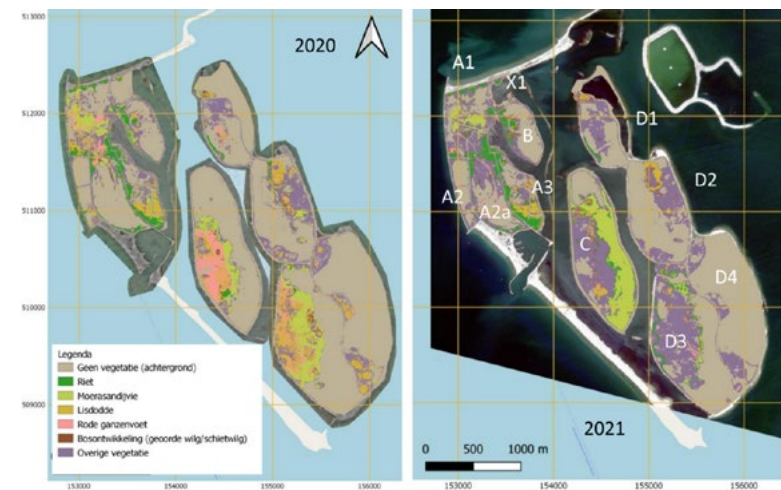 513000
2020
512000
511000
510000
509000
Legenda
Geen vegetatie (achtergrond)
Riet
Moerasandijvie
Lisdodde
Rode ganzenvoet
Bosontwikkeling (geoorde wilg/schietwilg)
Overige vegetatie
153000 154000 155000 156000
A1
X1
B
D1
A2
A3
D2
A2a
C
D4
D3
2021
0 500 1000 m
153000 154000 155000 156000